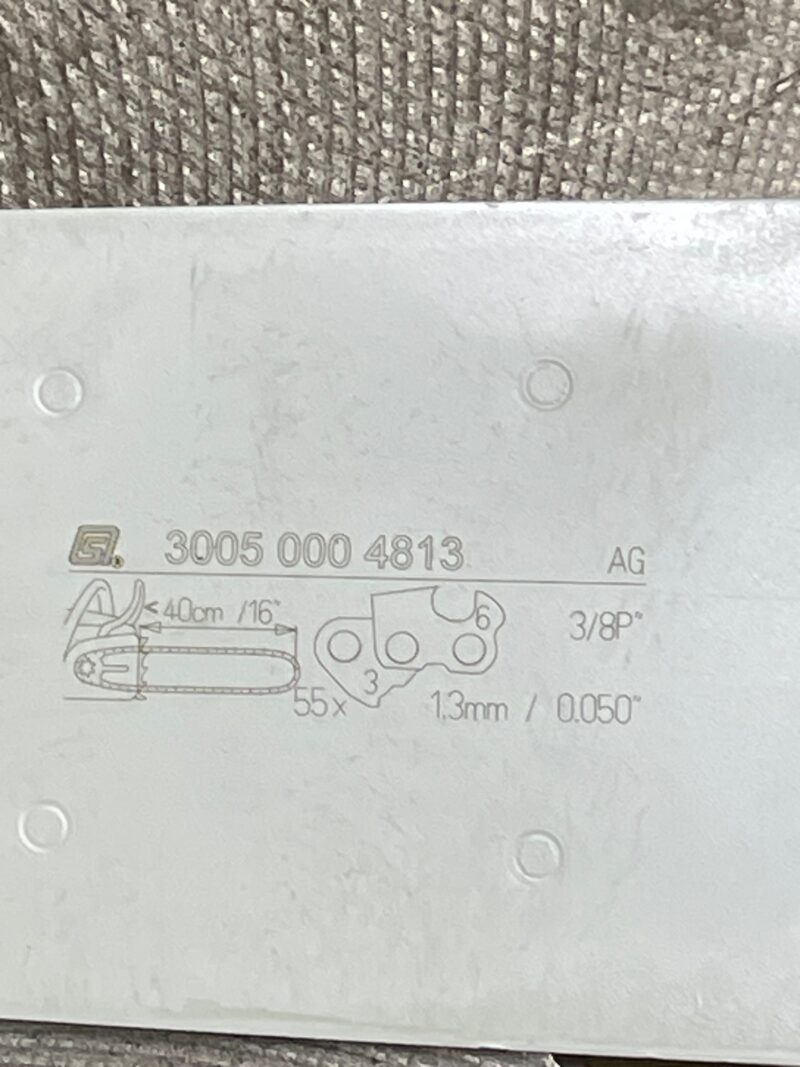 3005 000 4813 AG
40cm /16"
6
3/8P"
3
55x
1.3mm / 0.050"